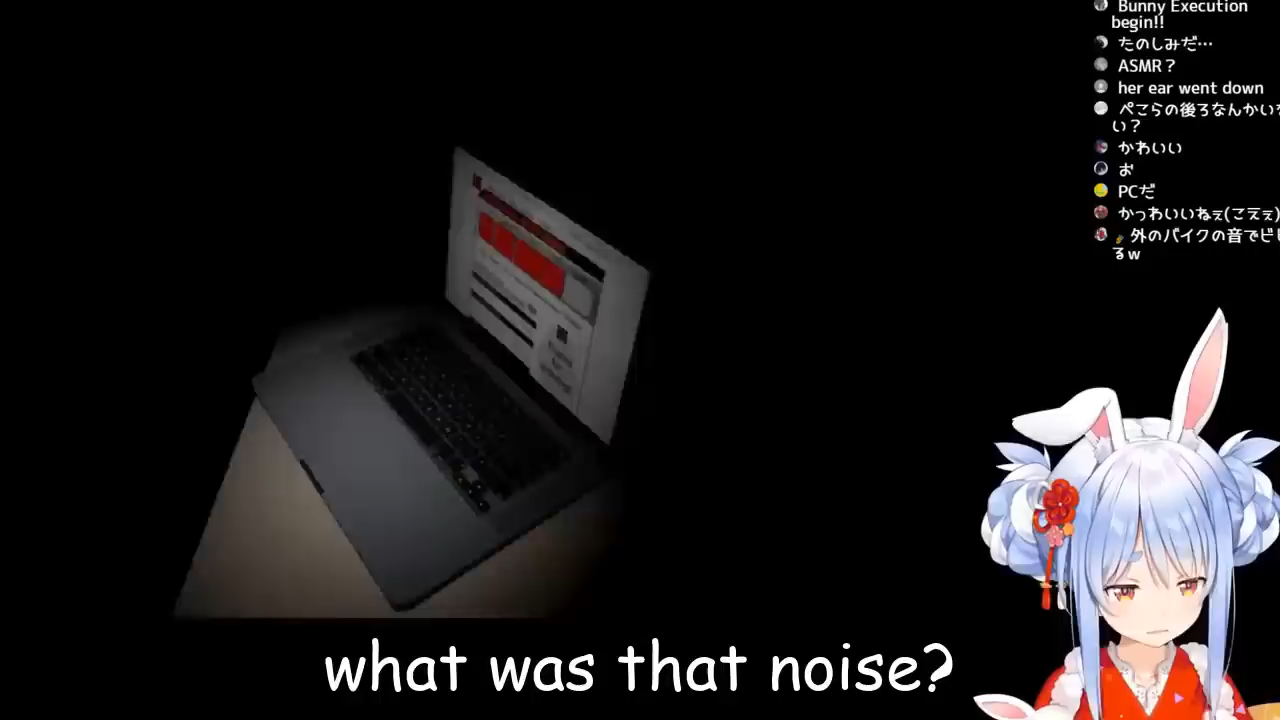 Bunny Execution
begin!!
たのしみだ…
ASMR？
her ear went down
ぺこらの後ろなんかい
い？
かわいい
お
PCだ
かっわいいねぇ(こえぇ)
外のバイクの音でビ
るw
what was that noise?